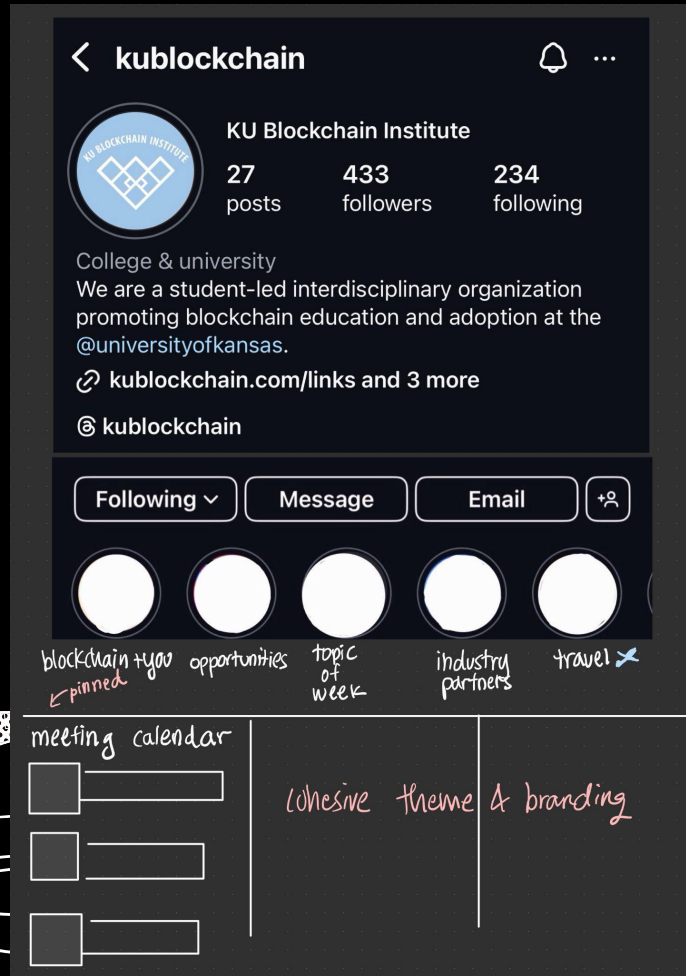 kublockchain
KU BLOCKCHAIN INSTITUTE
KU Blockchain Institute
27 433 234
posts followers following
College & university
We are a student-led interdisciplinary organization
promoting blockchain education and adoption at the
@universityofkansas.
kublockchain.com/links and 3 more
kublockchain
Following Message Email
blockchain + you opportunities topic of week industry partners travel
pinned
meeting calendar
cohesive theme & branding